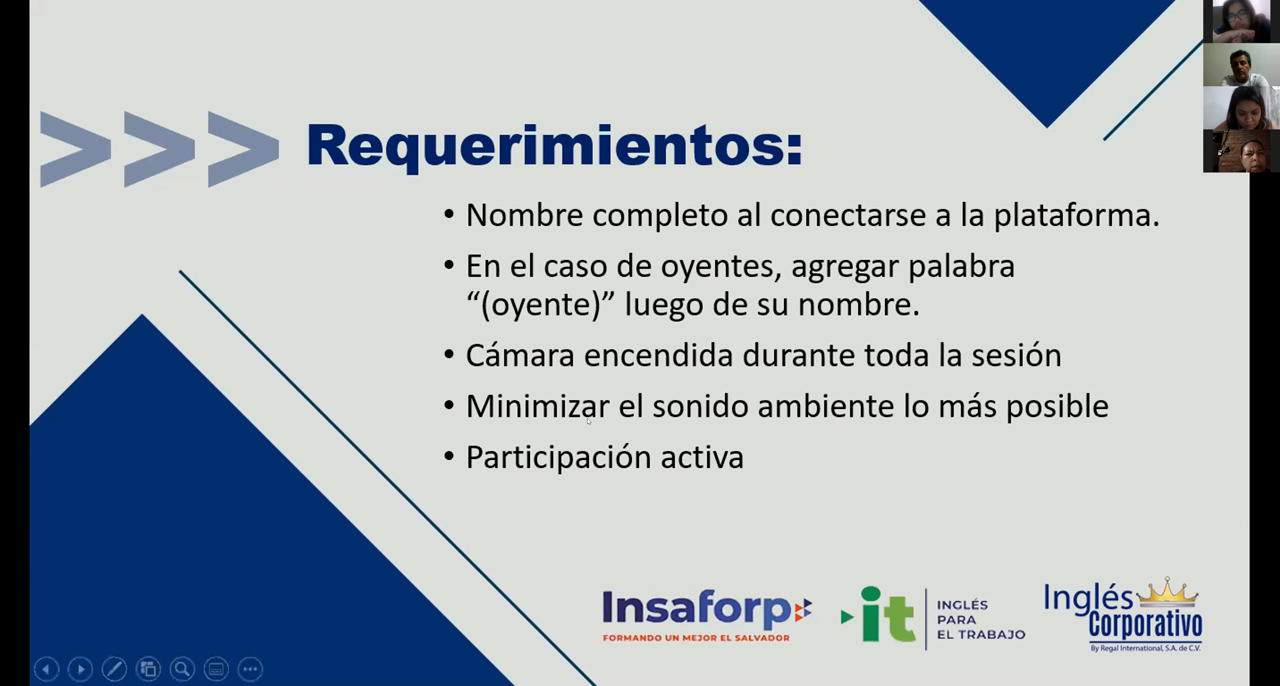 >>> Requerimientos:
• Nombre completo al conectarse a la plataforma.
• En el caso de oyentes, agregar palabra
“(oyente)” luego de su nombre.
• Cámara encendida durante toda la sesión
• Minimizar el sonido ambiente lo más posible
• Participación activa
Insaforp
FORMANDO UN MEJOR EL SALVADOR
it
INGLÉS
PARA
EL TRABAJO
Inglés
Corporativo
By Regal International, S.A. de C.V.